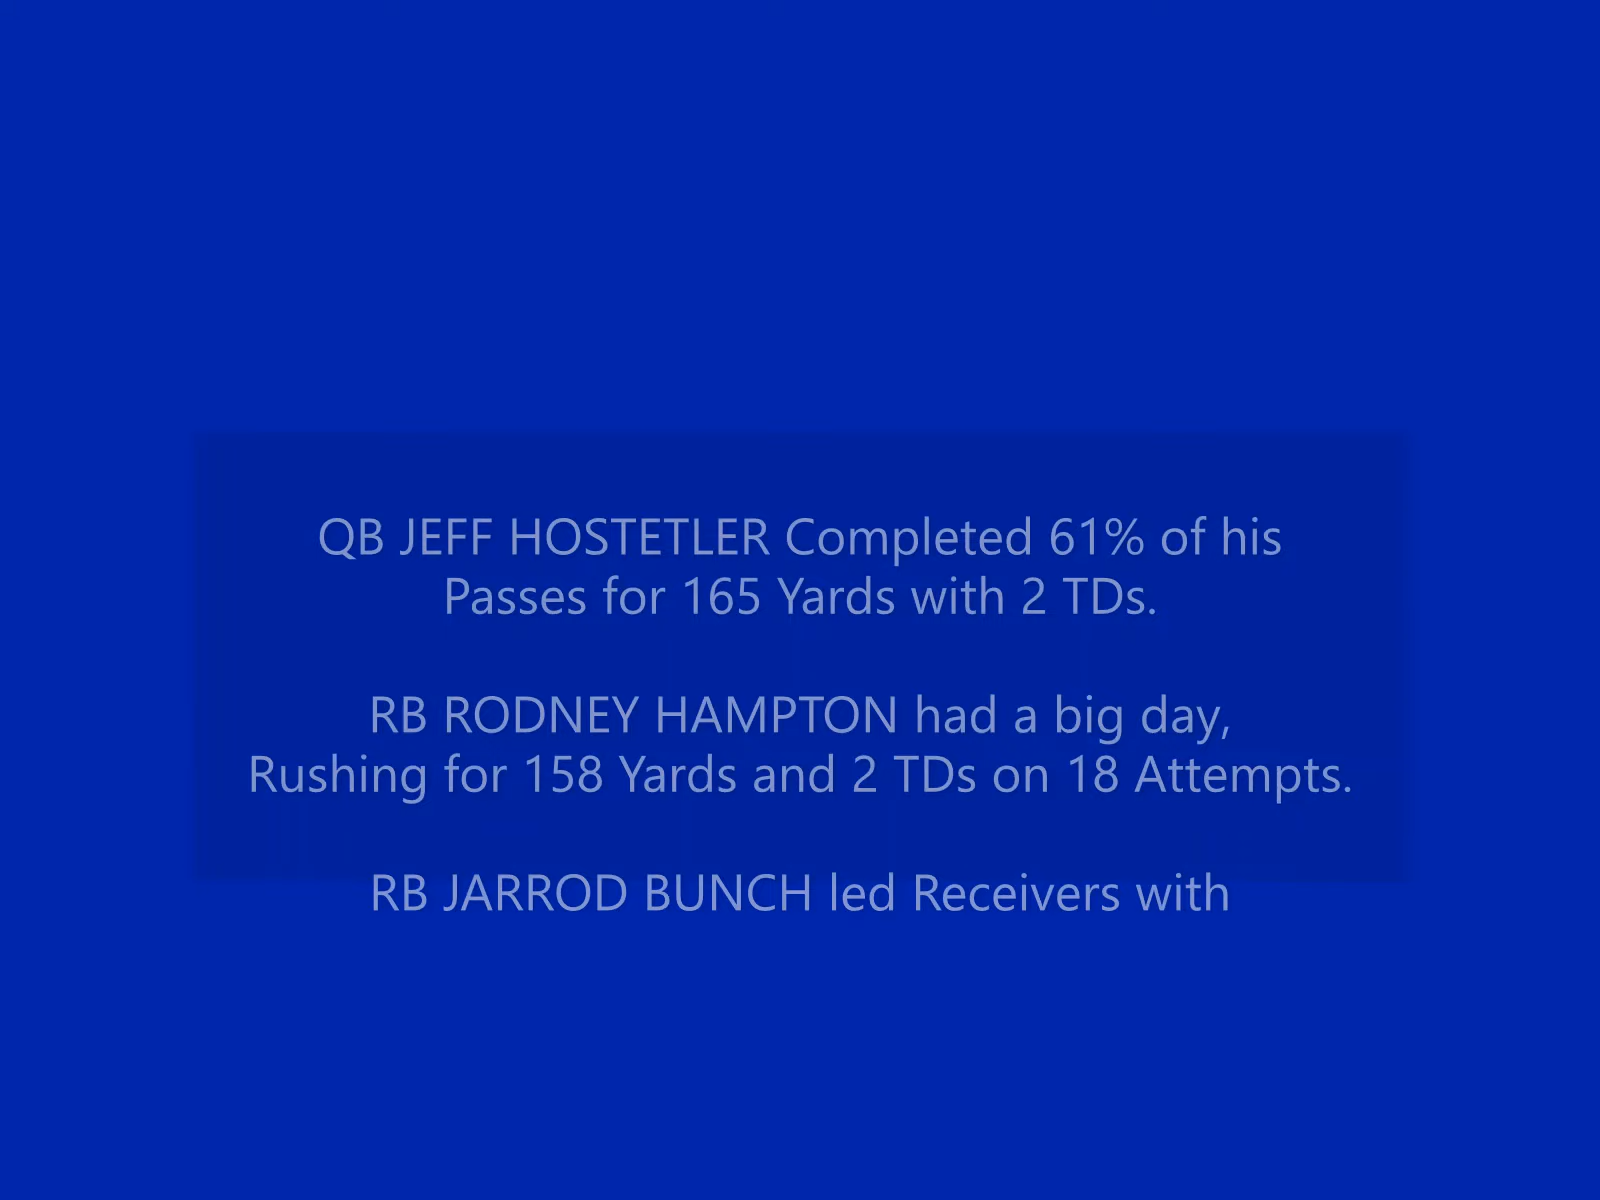 QB JEFF HOSTETLER Completed 61% of his
Passes for 165 Yards with 2 TDs.
RB RODNEY HAMPTON had a big day,
Rushing for 158 Yards and 2 TDs on 18 Attempts.
RB JARROD BUNCH led Receivers with